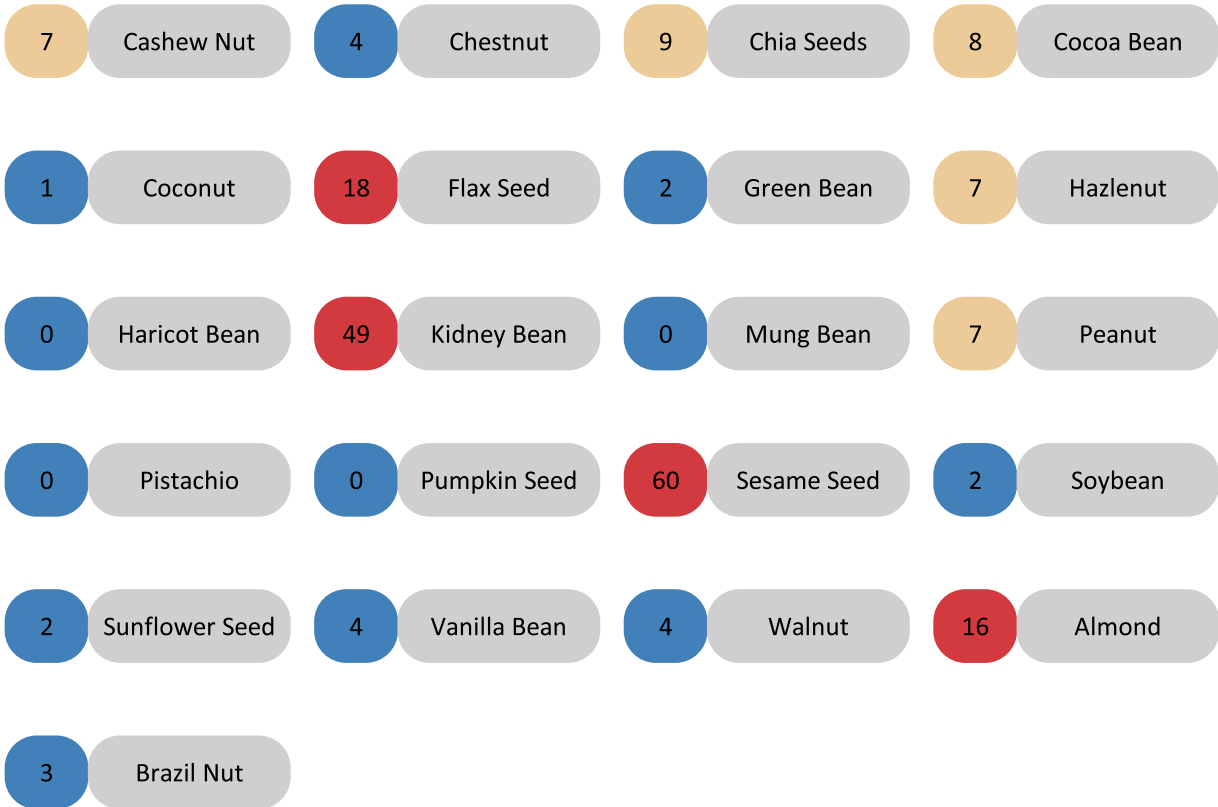 7 Cashew Nut 4 Chestnut 9 Chia Seeds 8 Cocoa Bean
1 Coconut 18 Flax Seed 2 Green Bean 7 Hazlenut
0 Haricot Bean 49 Kidney Bean 0 Mung Bean 7 Peanut
0 Pistachio 0 Pumpkin Seed 60 Sesame Seed 2 Soybean
2 Sunflower Seed 4 Vanilla Bean 4 Walnut 16 Almond
3 Brazil Nut